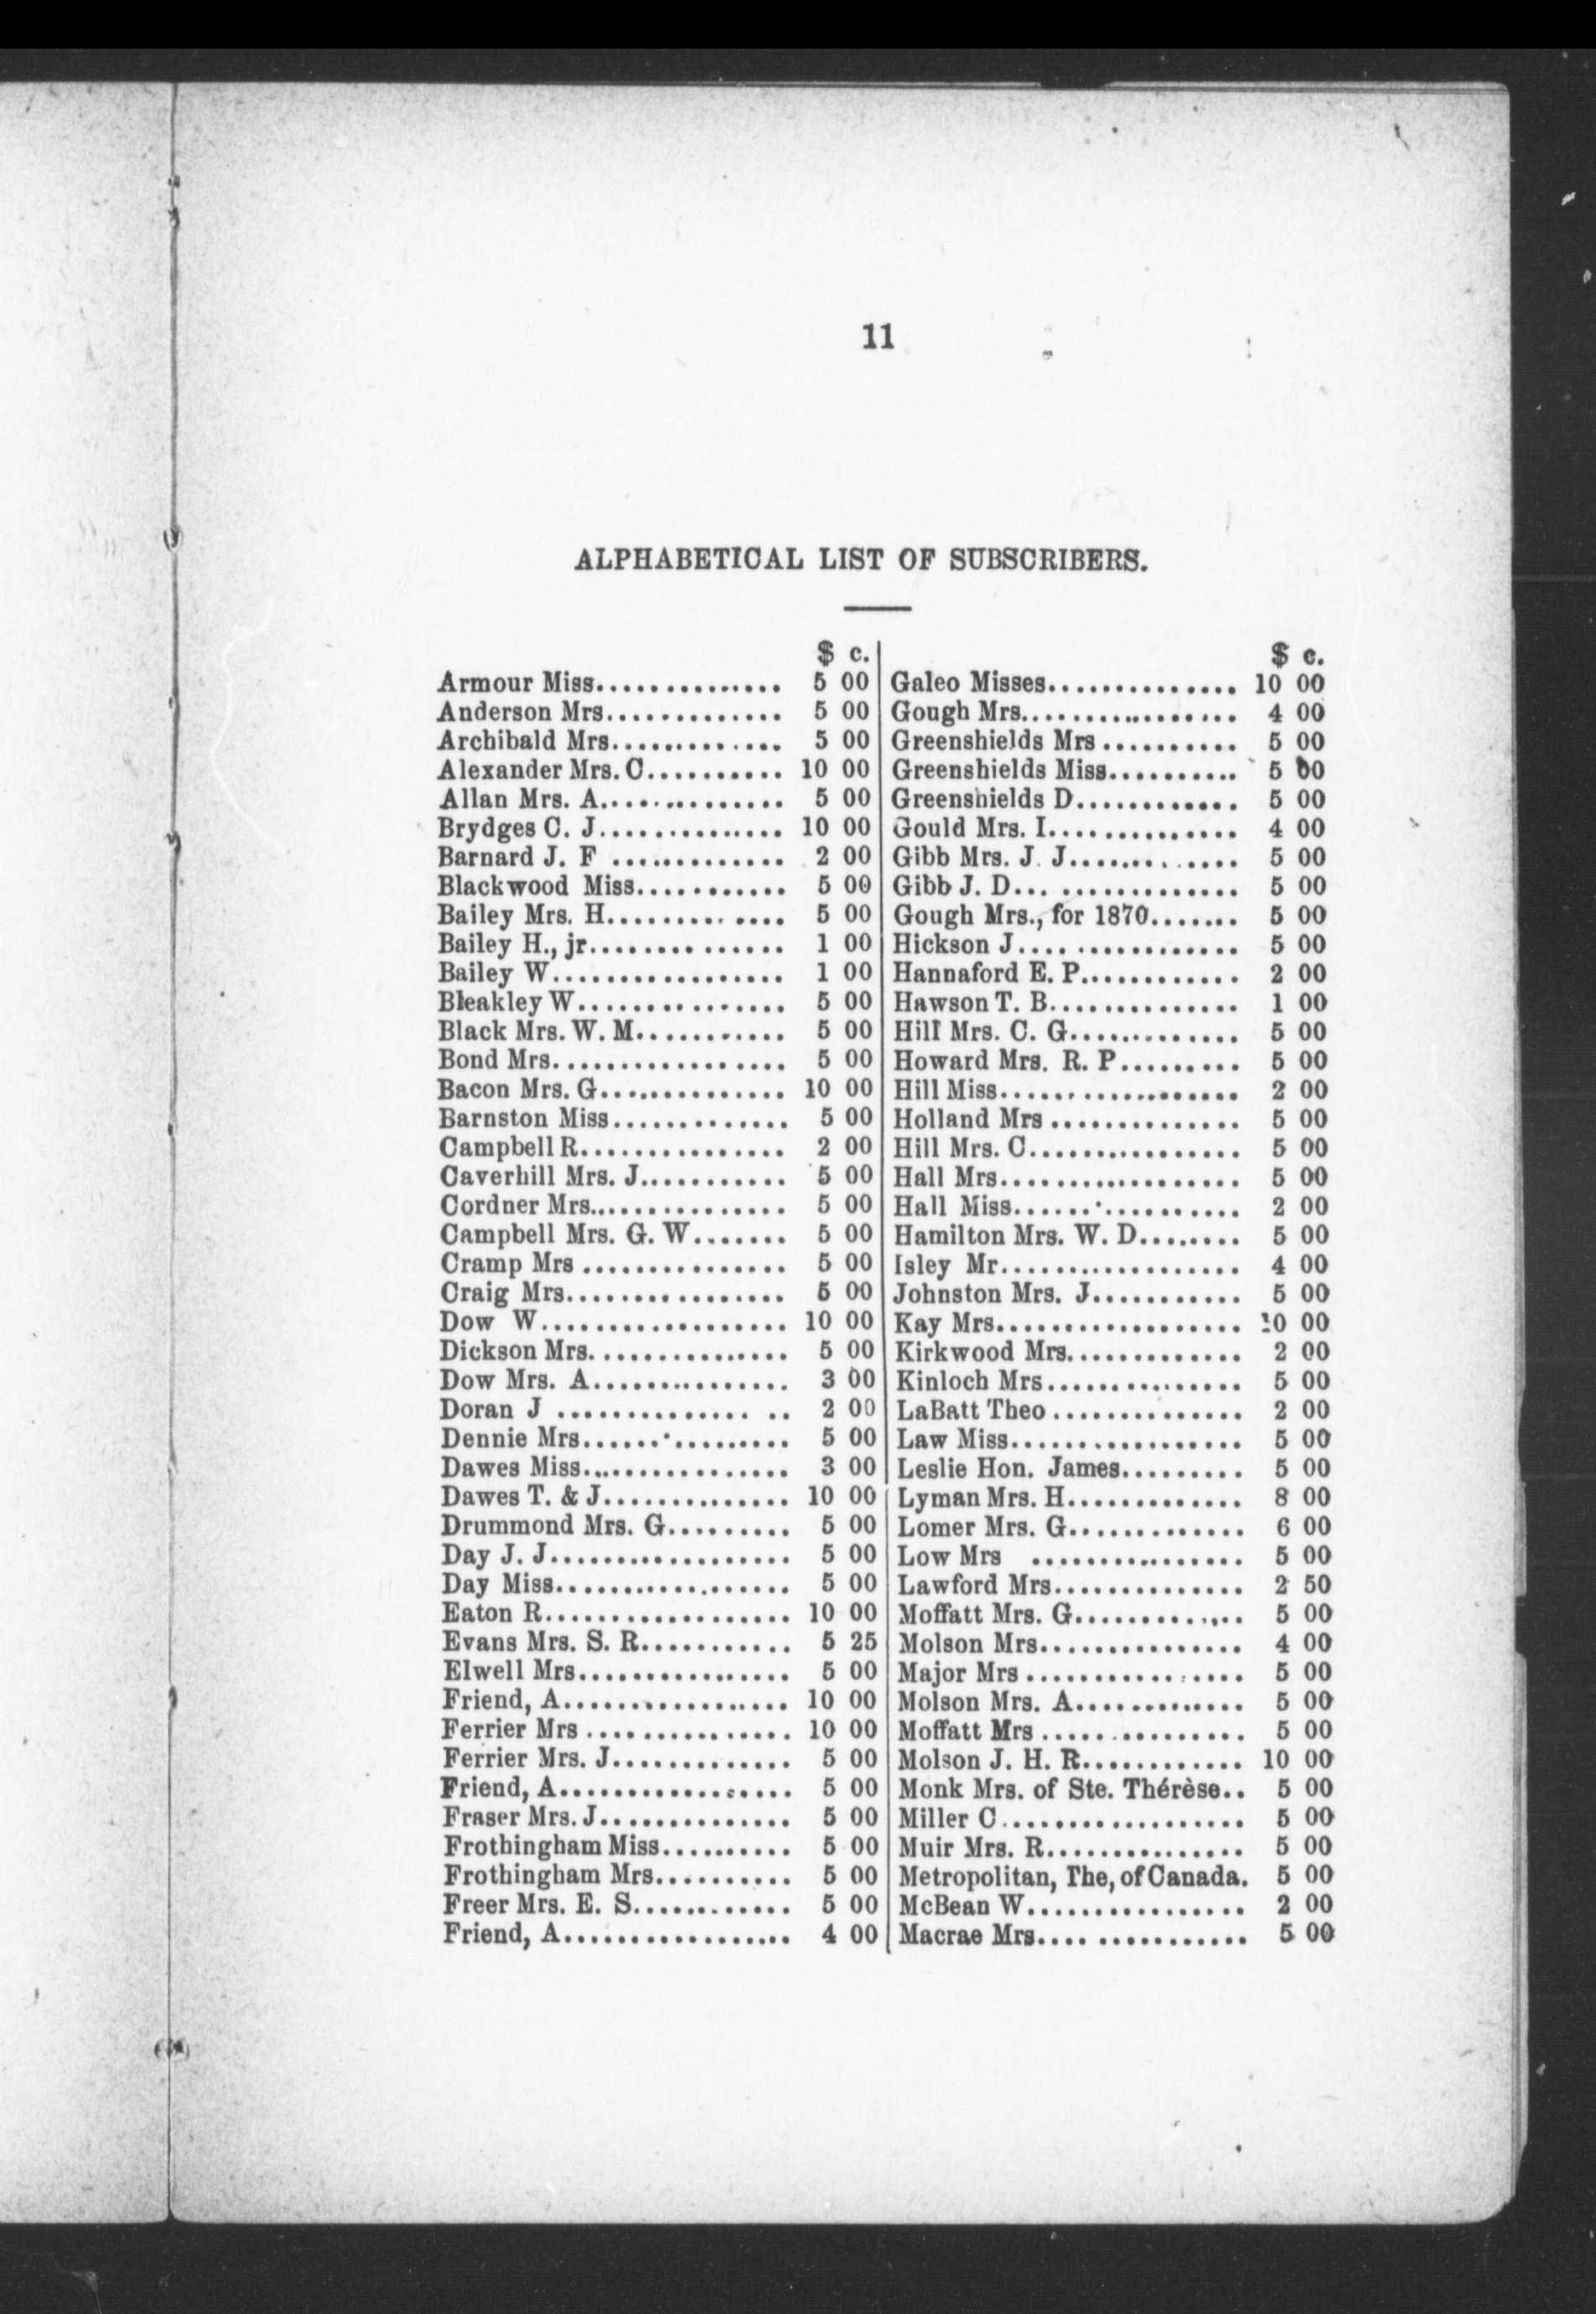 11
ALPHABETICAL LIST OF SUBSCRIBERS.
$ c.
Armour Miss.............. 5 00
Anderson Mrs............. 5 00
Archibald Mrs............. 5 00
Alexander Mrs. C.......... 10 00
Allan Mrs. A.............. 5 00
Brydges C. J.............. 10 00
Barnard J. F ............. 2 00
Blackwood Miss........... 5 00
Bailey Mrs. H............. 5 00
Bailey H., jr.............. 1 00
Bailey W................. 1 00
Bleakley W................ 5 00
Black Mrs. W. M........... 5 00
Bond Mrs.................. 5 00
Bacon Mrs. G.............. 10 00
Barnston Miss............. 5 00
Campbell R............... 2 00
Caverhill Mrs. J........... 5 00
Cordner Mrs............... 5 00
Campbell Mrs. G. W....... 5 00
Cramp Mrs ............... 5 00
Craig Mrs................ 5 00
Dow W.................. 10 00
Dickson Mrs............... 5 00
Dow Mrs. A............... 3 00
Doran J ................ 2 00
Dennie Mrs................ 5 00
Dawes Miss................ 3 00
Dawes T. & J.............. 10 00
Drummond Mrs. G......... 5 00
Day J. J.................. 5 00
Day Miss.................. 5 00
Eaton R.................. 10 00
Evans Mrs. S. R........... 5 25
Elwell Mrs................ 5 00
Friend, A................. 10 00
Ferrier Mrs ................ 10 00
Ferrier Mrs. J............. 5 00
Friend, A.................. 5 00
Fraser Mrs. J.............. 5 00
Frothingham Miss.......... 5 00
Frothingham Mrs.......... 5 00
Freer Mrs. E. S............ 5 00
Friend, A................. 4 00
$ c.
Galeo Misses.............. 10 00
Gough Mrs................ 4 00
Greenshields Mrs .......... 5 00
Greenshields Miss.......... 5 00
Greenshields D............ 5 00
Gould Mrs. I.............. 4 00
Gibb Mrs. J. J............. 5 00
Gibb J. D................. 5 00
Gough Mrs., for 1870....... 5 00
Hickson J................ 5 00
Hannaford E. P............ 2 00
Hawson T. B.............. 1 00
Hill Mrs. C. G............. 5 00
Howard Mrs. R. P......... 5 00
Hill Miss.................. 2 00
Holland Mrs .............. 5 00
Hill Mrs. C................ 5 00
Hall Mrs.................. 5 00
Hall Miss................. 2 00
Hamilton Mrs. W. D........ 5 00
Isley Mr.................. 4 00
Johnston Mrs. J........... 5 00
Kay Mrs.................. 10 00
Kirkwood Mrs............. 2 00
Kinloch Mrs............... 5 00
LaBatt Theo .............. 2 00
Law Miss................. 5 00
Leslie Hon. James......... 5 00
Lyman Mrs. H............. 8 00
Lomer Mrs. G............. 6 00
Low Mrs ................ 5 00
Lawford Mrs.............. 2 50
Moffatt Mrs. G............. 5 00
Molson Mrs............... 4 00
Major Mrs ................ 5 00
Molson Mrs. A............. 5 00
Moffatt Mrs ............... 5 00
Molson J. H. R............ 10 00
Monk Mrs. of Ste. Thérèse.. 5 00
Miller C.................. 5 00
Muir Mrs. R............... 5 00
Metropolitan, The, of Canada. 5 00
McBean W................ 2 00
Macrae Mrs.... ........... 5 00